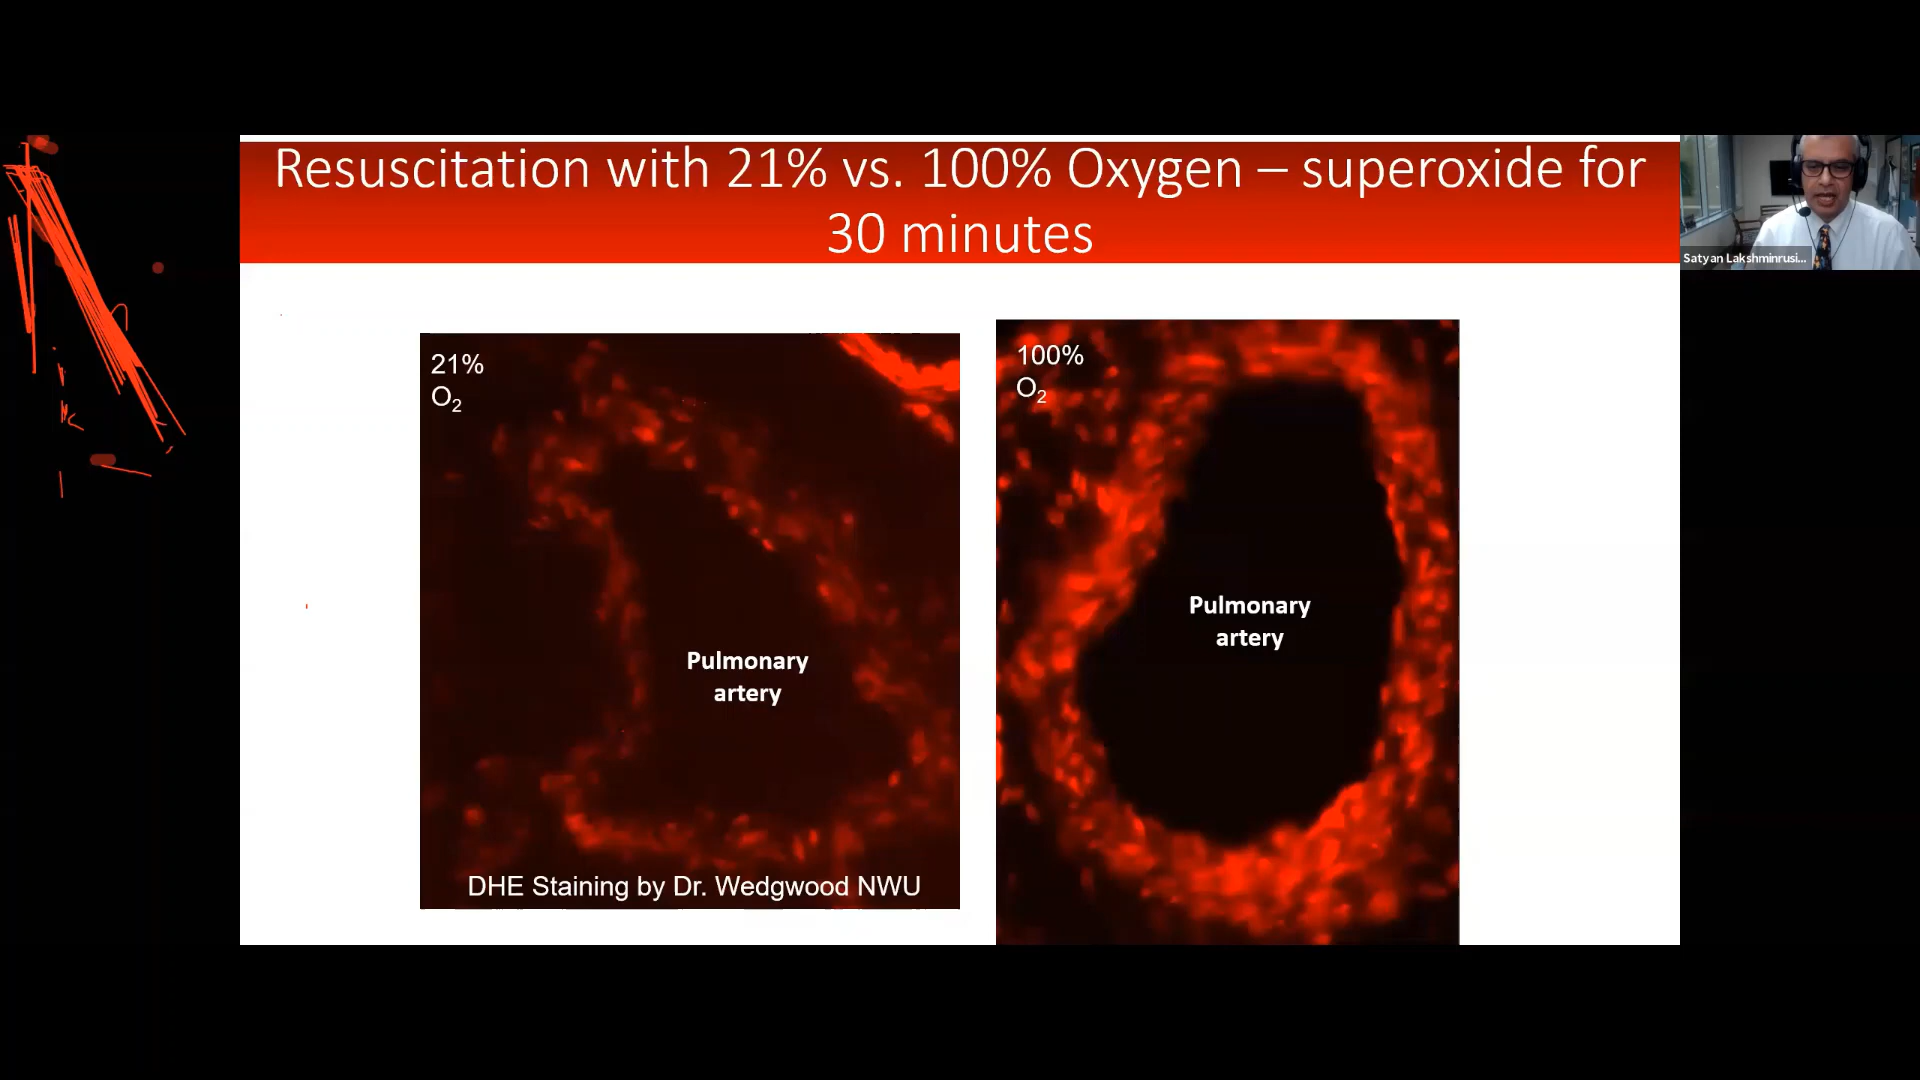 Resuscitation with 21% vs. 100% Oxygen – superoxide for
30 minutes
Satyan Lakshminrusi...
21%
O₂
Pulmonary
artery
DHE Staining by Dr. Wedgwood NWU
100%
O₂
Pulmonary
artery